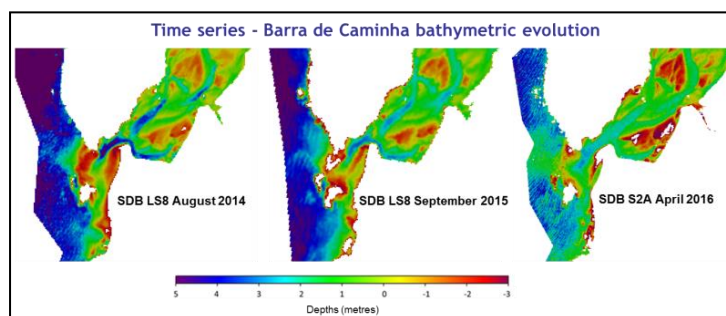 Time series - Barra de Caminha bathymetric evolution
SDB LS8 August 2014
SDB LS8 September 2015
SDB S2A April 2016
5 4 3 2 1 0 -1 -2 -3
Depths (metres)